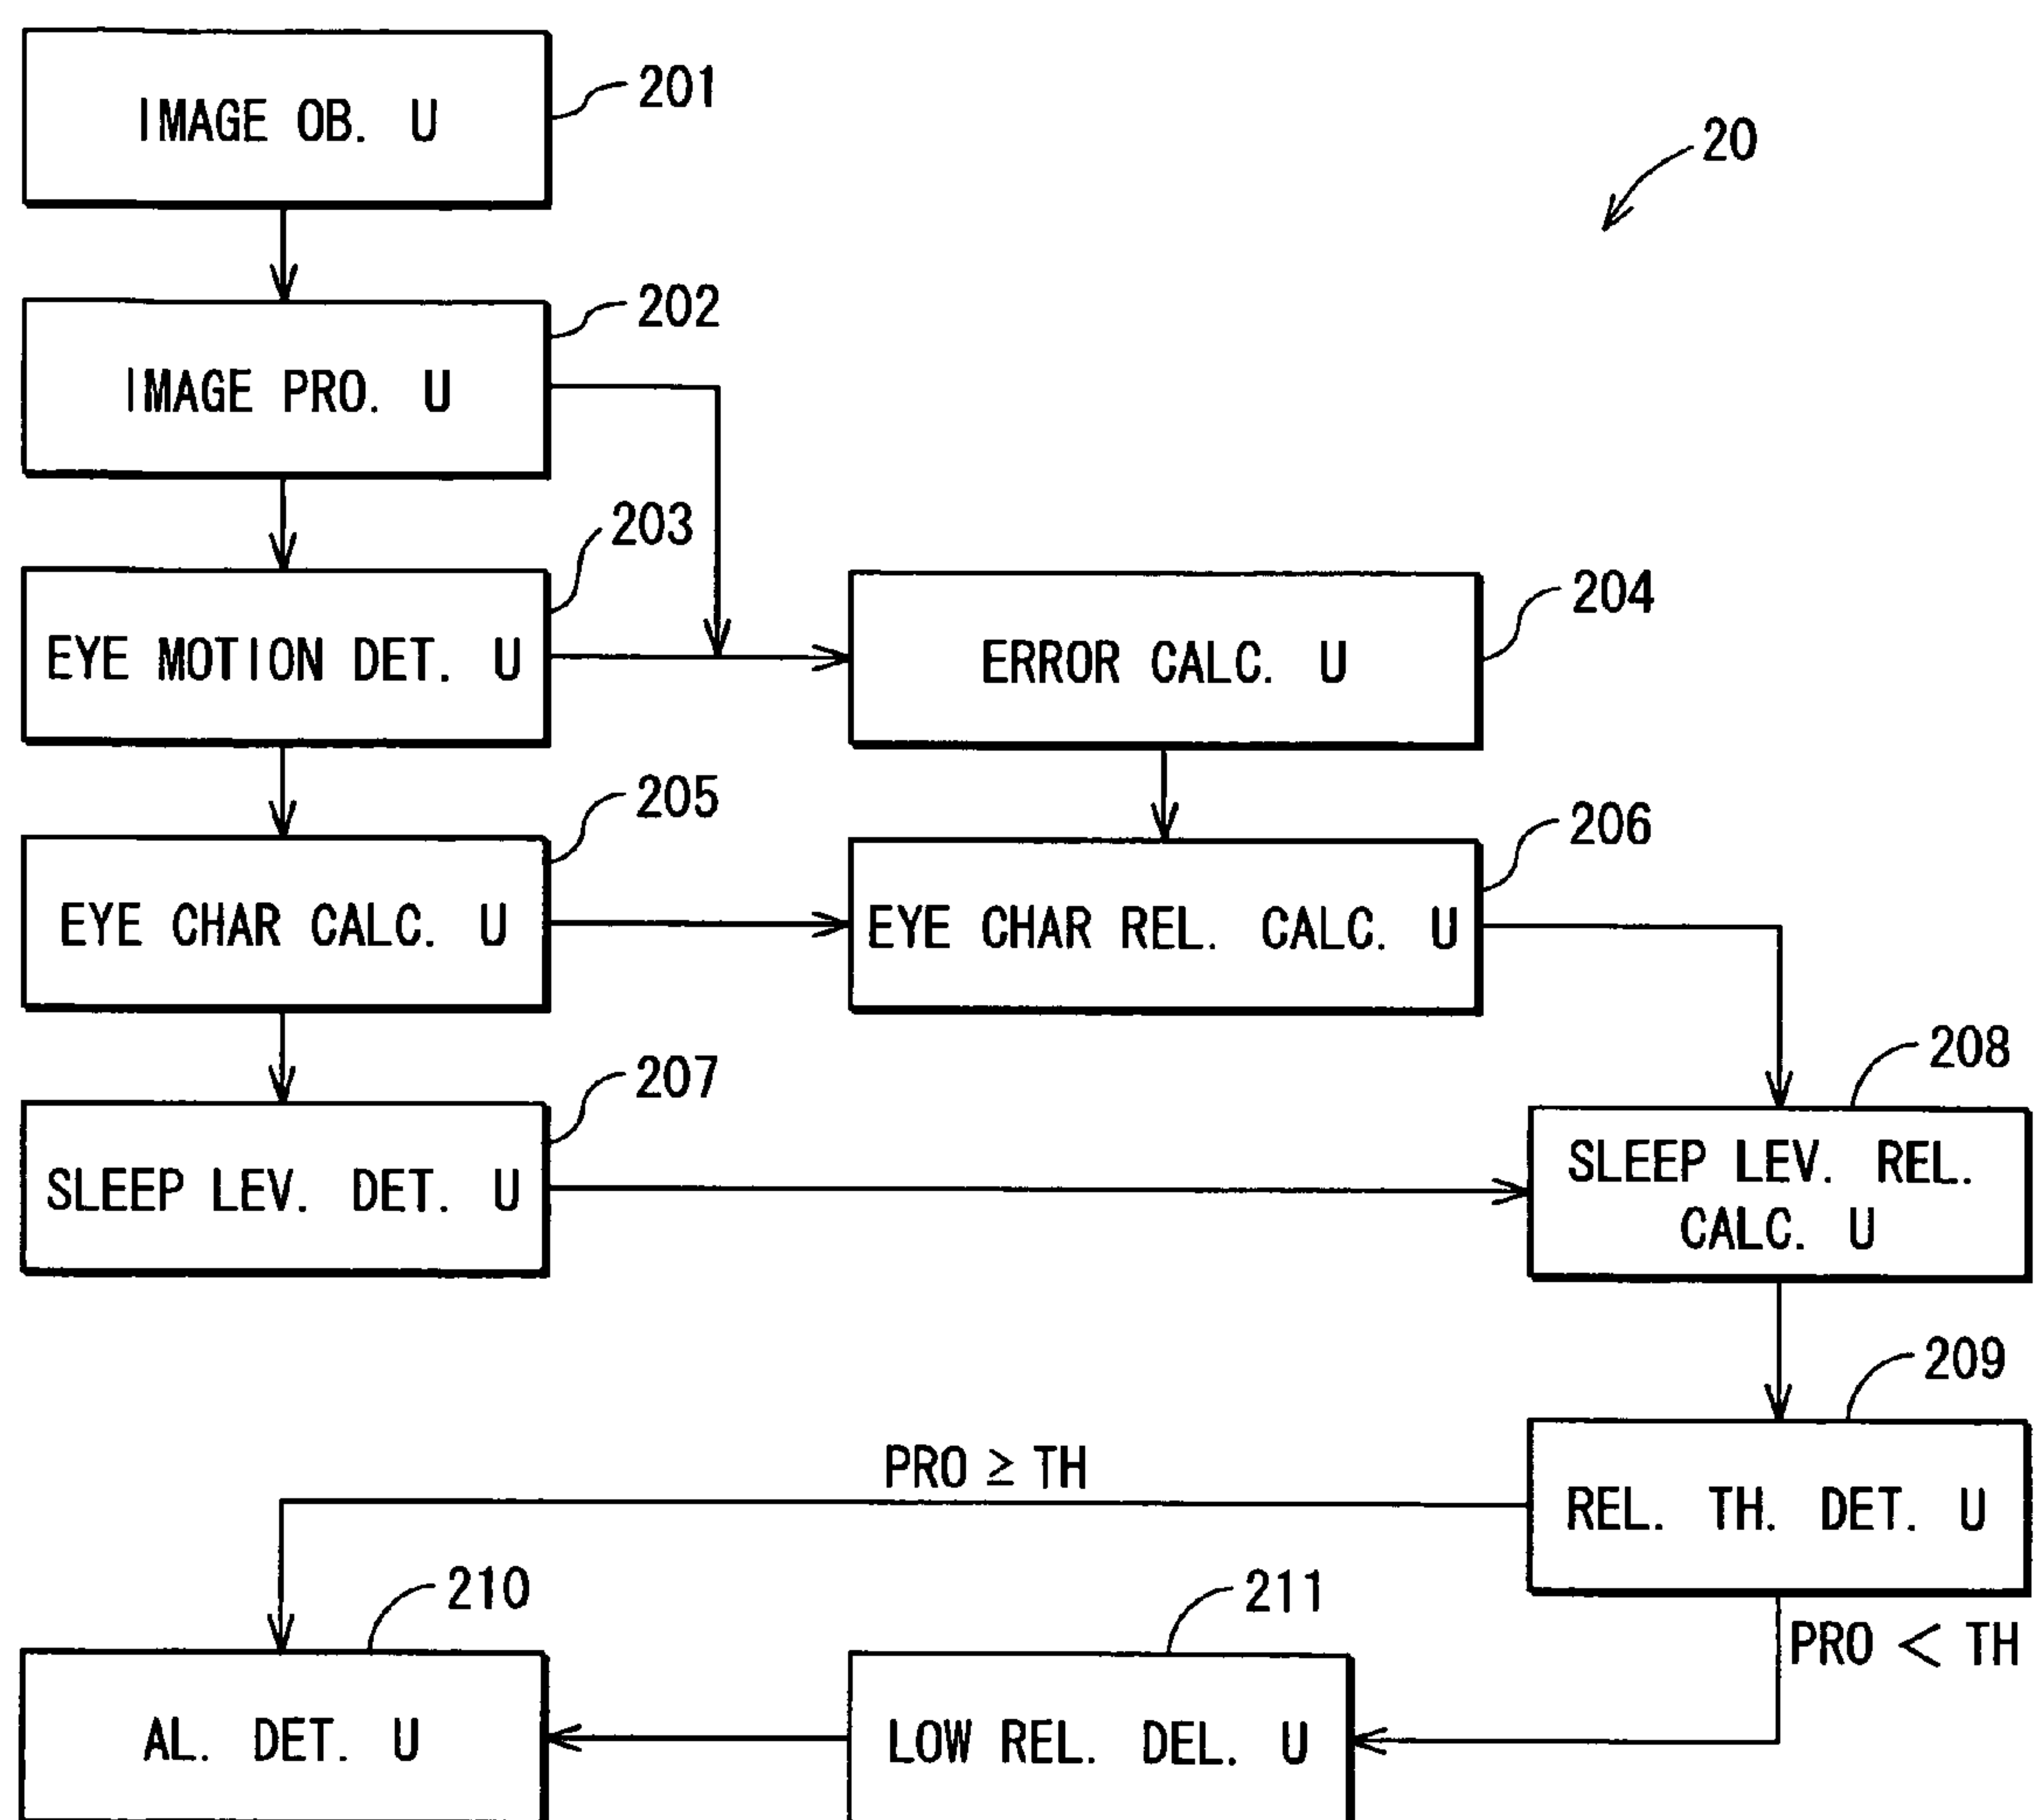 IMAGE OB. U
201
20
IMAGE PRO. U
202
EYE MOTION DET. U
203
ERROR CALC. U
204
EYE CHAR CALC. U
205
EYE CHAR REL. CALC. U
206
SLEEP LEV. DET. U
207
SLEEP LEV. REL.
CALC. U
208
REL. TH. DET. U
209
PRO ≥ TH
PRO < TH
AL. DET. U
210
LOW REL. DEL. U
211